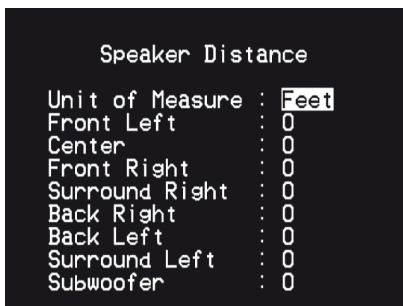 Speaker Distance
Unit of Measure : Feet
Front Left : 0
Center : 0
Front Right : 0
Surround Right : 0
Back Right : 0
Back Left : 0
Surround Left : 0
Subwoofer : 0